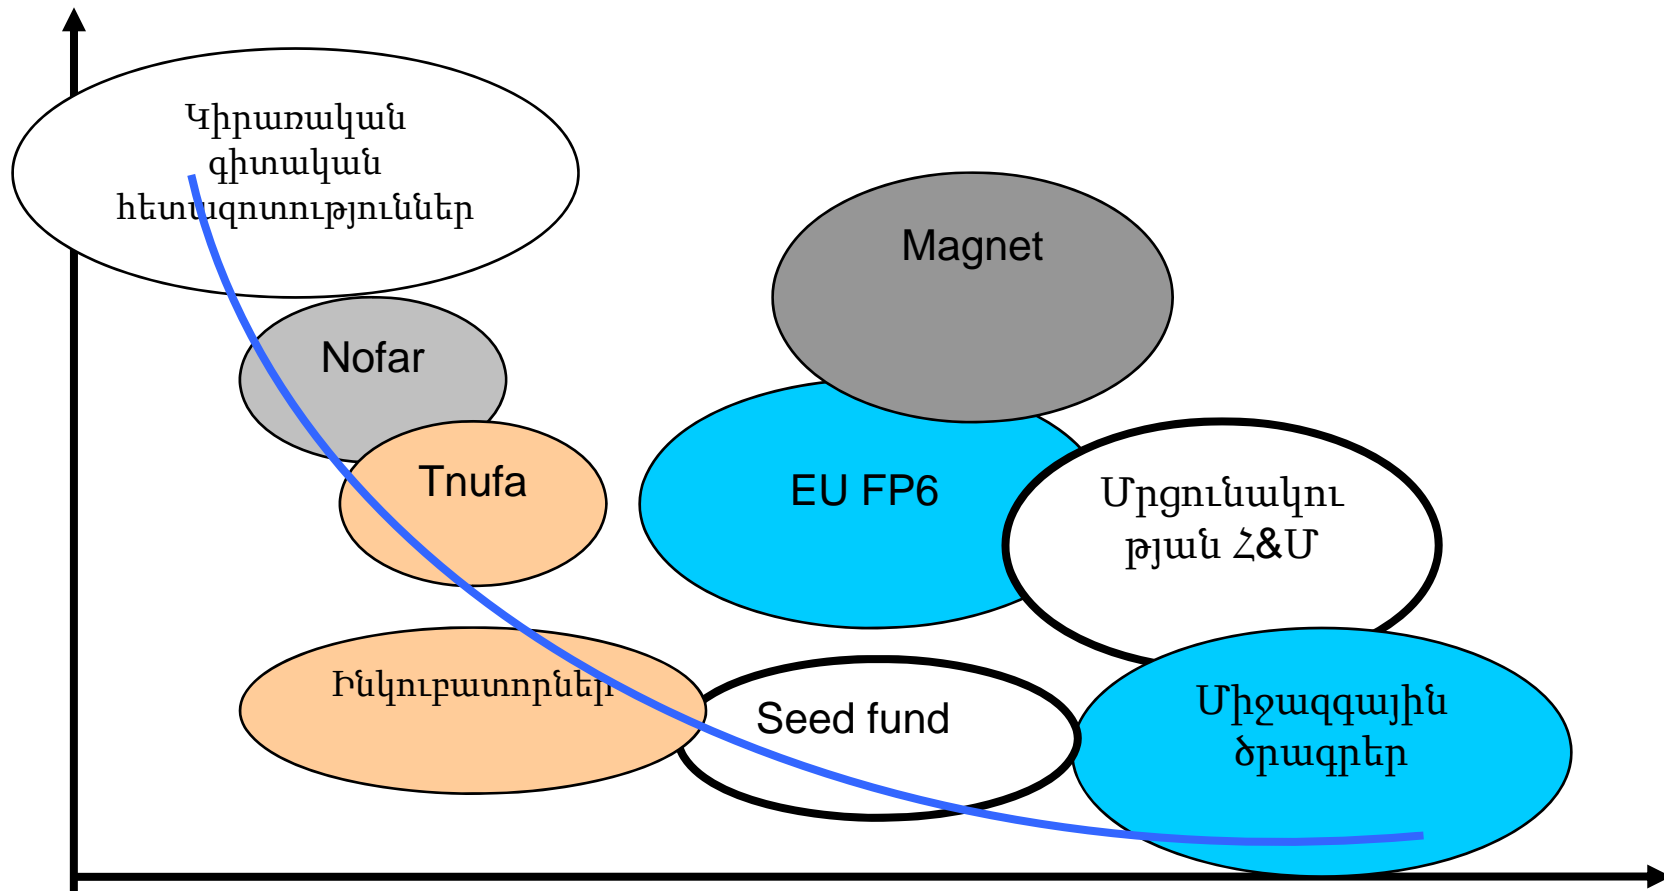 Կիրառական
գիտական
հետազոտություններ
Magnet
Nofar
Tnufa
EU FP6
Մրցունակու
թյան Հ&Մ
Ինկուբատորներ
Seed fund
Միջազգային
ծրագրեր